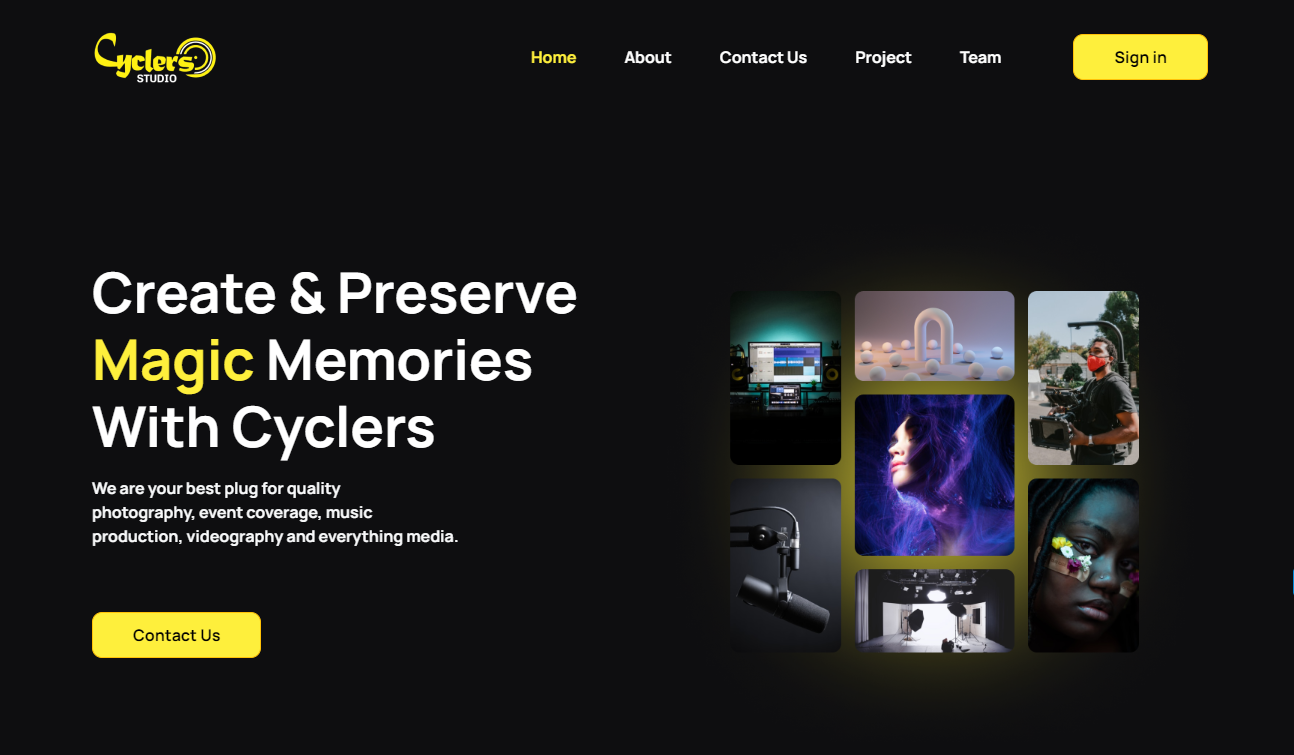 Cyclers
STUDIO
Home
About
Contact Us
Project
Team
Sign in
Create & Preserve
Magic Memories
With Cyclers
We are your best plug for quality
photography, event coverage, music
production, videography and everything media.
Contact Us